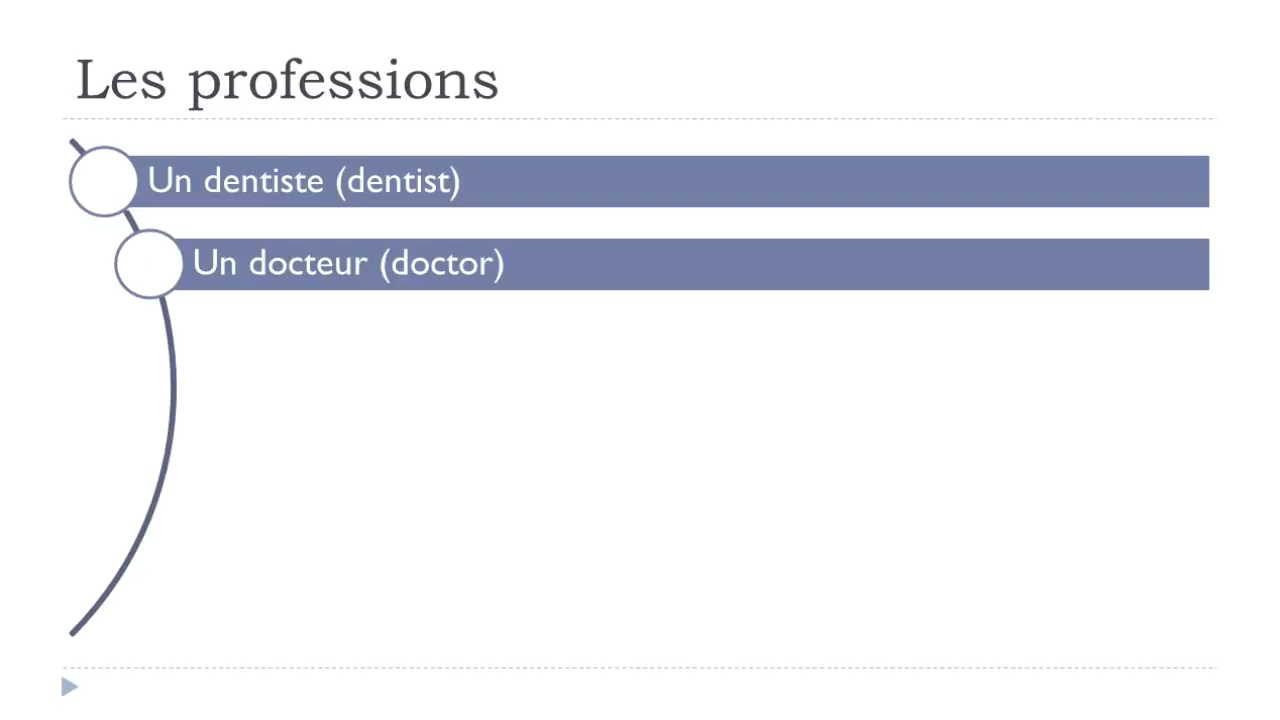 Les professions
Un dentiste (dentist)
Un docteur (doctor)